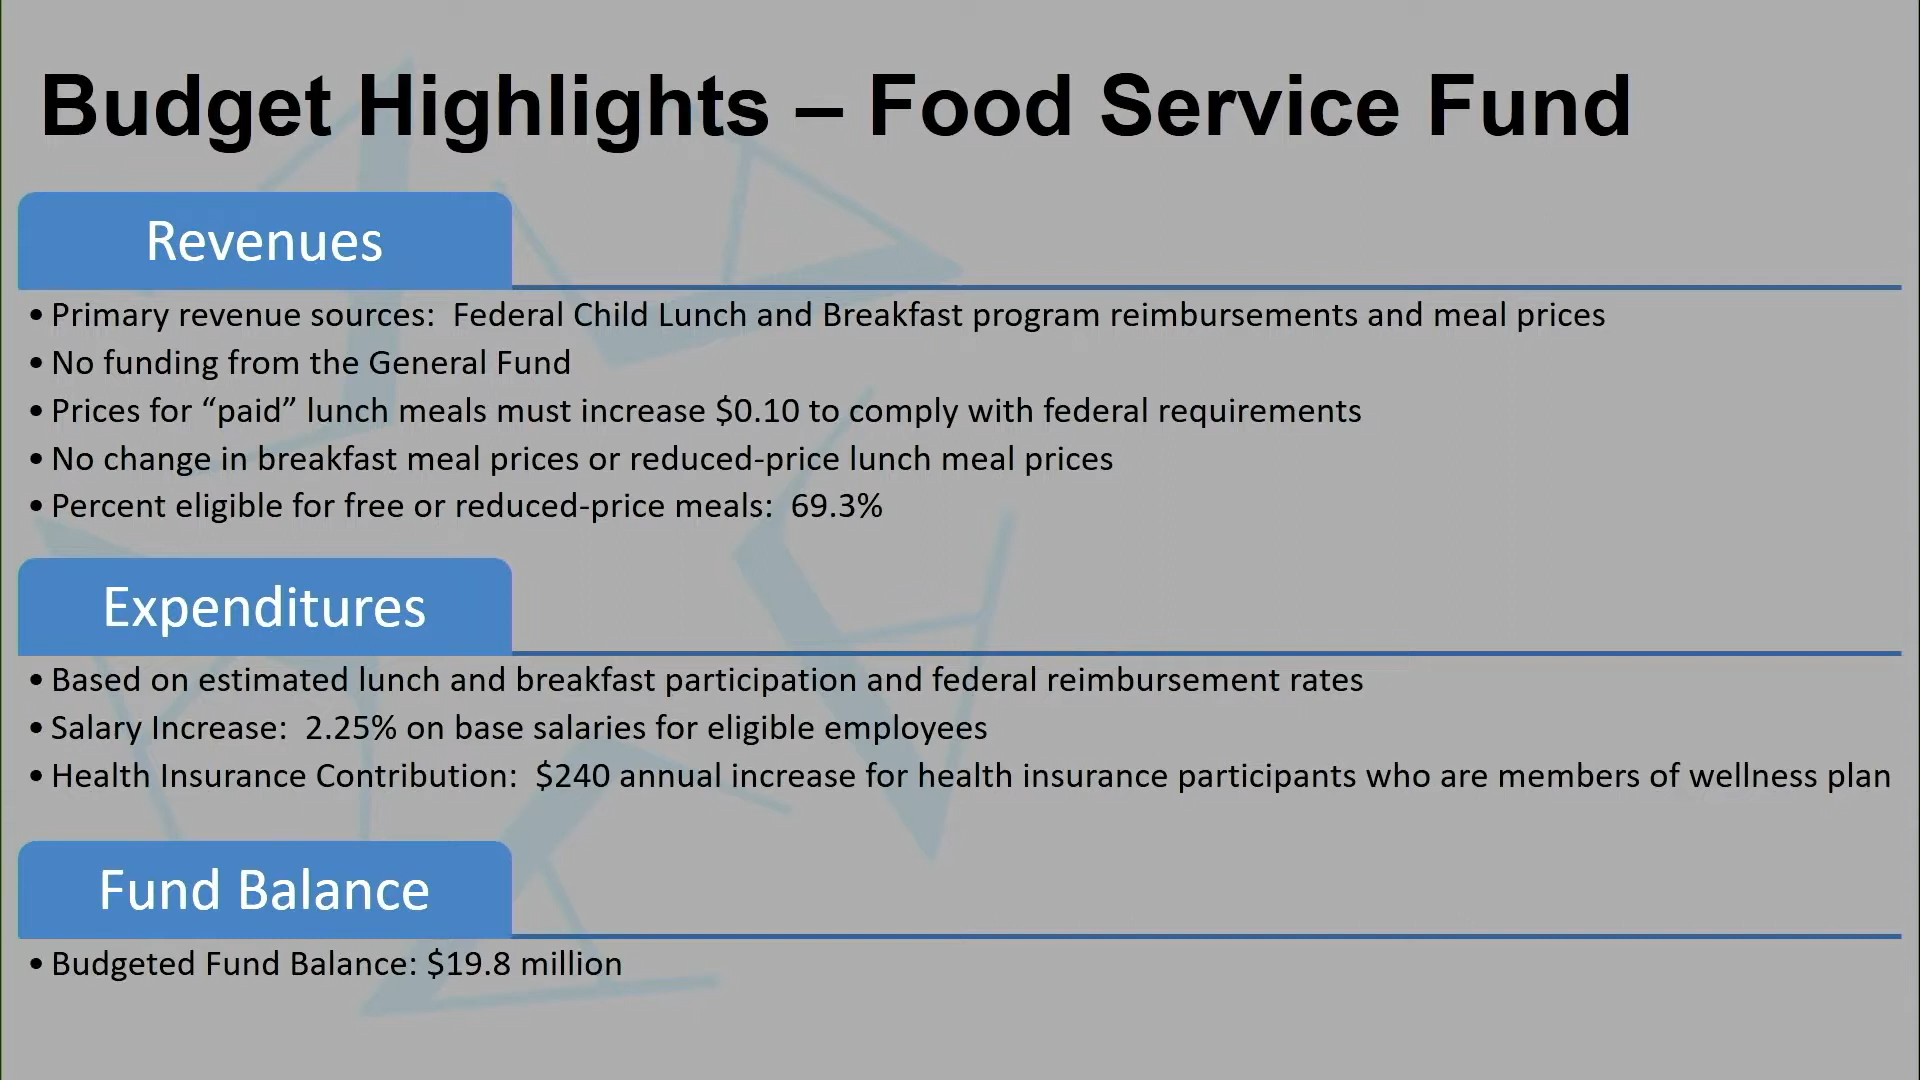 Budget Highlights – Food Service Fund
Revenues
• Primary revenue sources:  Federal Child Lunch and Breakfast program reimbursements and meal prices
• No funding from the General Fund
• Prices for “paid” lunch meals must increase $0.10 to comply with federal requirements
• No change in breakfast meal prices or reduced-price lunch meal prices
• Percent eligible for free or reduced-price meals:  69.3%
Expenditures
• Based on estimated lunch and breakfast participation and federal reimbursement rates
• Salary Increase:  2.25% on base salaries for eligible employees
• Health Insurance Contribution:  $240 annual increase for health insurance participants who are members of wellness plan
Fund Balance
• Budgeted Fund Balance: $19.8 million